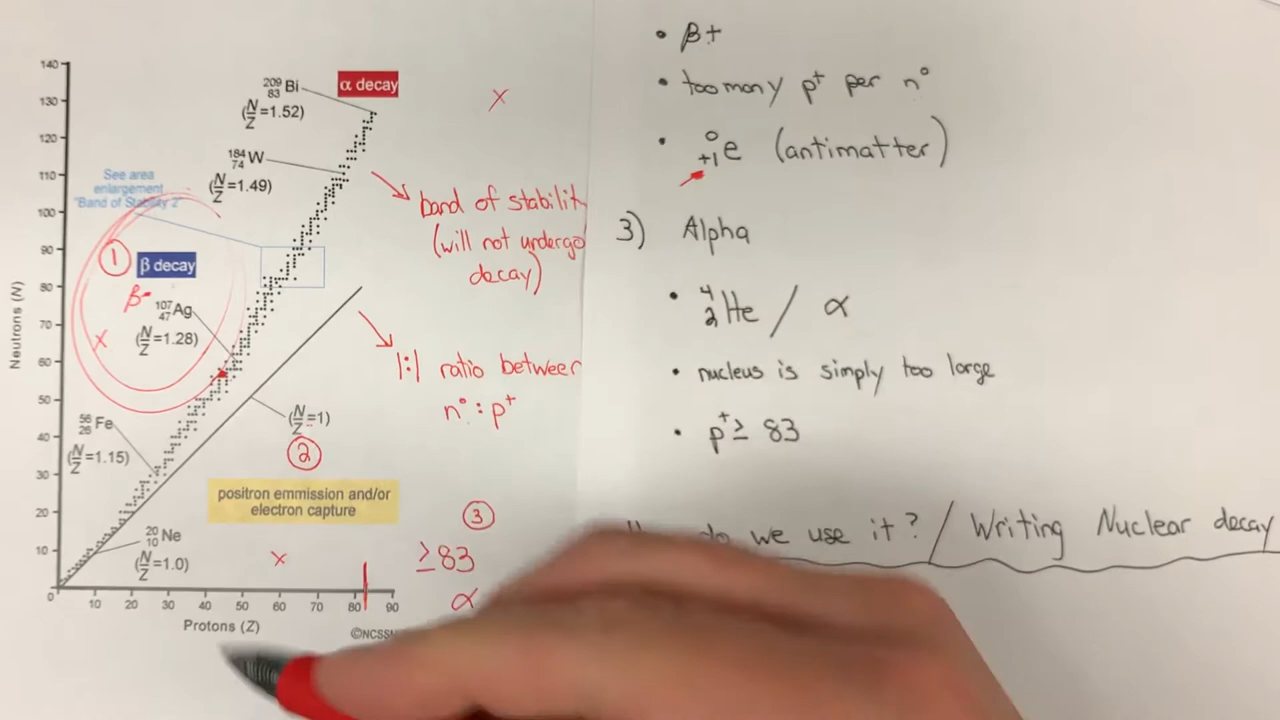 140
130
120
110
100
90
80
70
60
50
40
30
20
10
0
Neutrons (N)
10 20 30 40 50 60 70 80 90
Protons (Z)
209 83 Bi
(N/Z =1.52)
α decay
184 74 W
(N/Z =1.49)
See area
enlargement
"Band of Stability 2"
1
β decay
β-
107 47 Ag
x
(N/Z =1.28)
56 26 Fe
(N/Z =1.15)
(N/Z =1)
2
positron emmission and/or
electron capture
20 10 Ne
(N/Z =1.0)
x
x
band of stabilit
(will not undergo
decay)
1:1 ratio between
n° : p+
3
≥83
α
• β+
• too many p+ per n°
• 0 +1 e (antimatter)
3) Alpha
• 4 2 He / α
• nucleus is simply too large
• p+ ≥ 83
do we use it? / Writing Nuclear decay